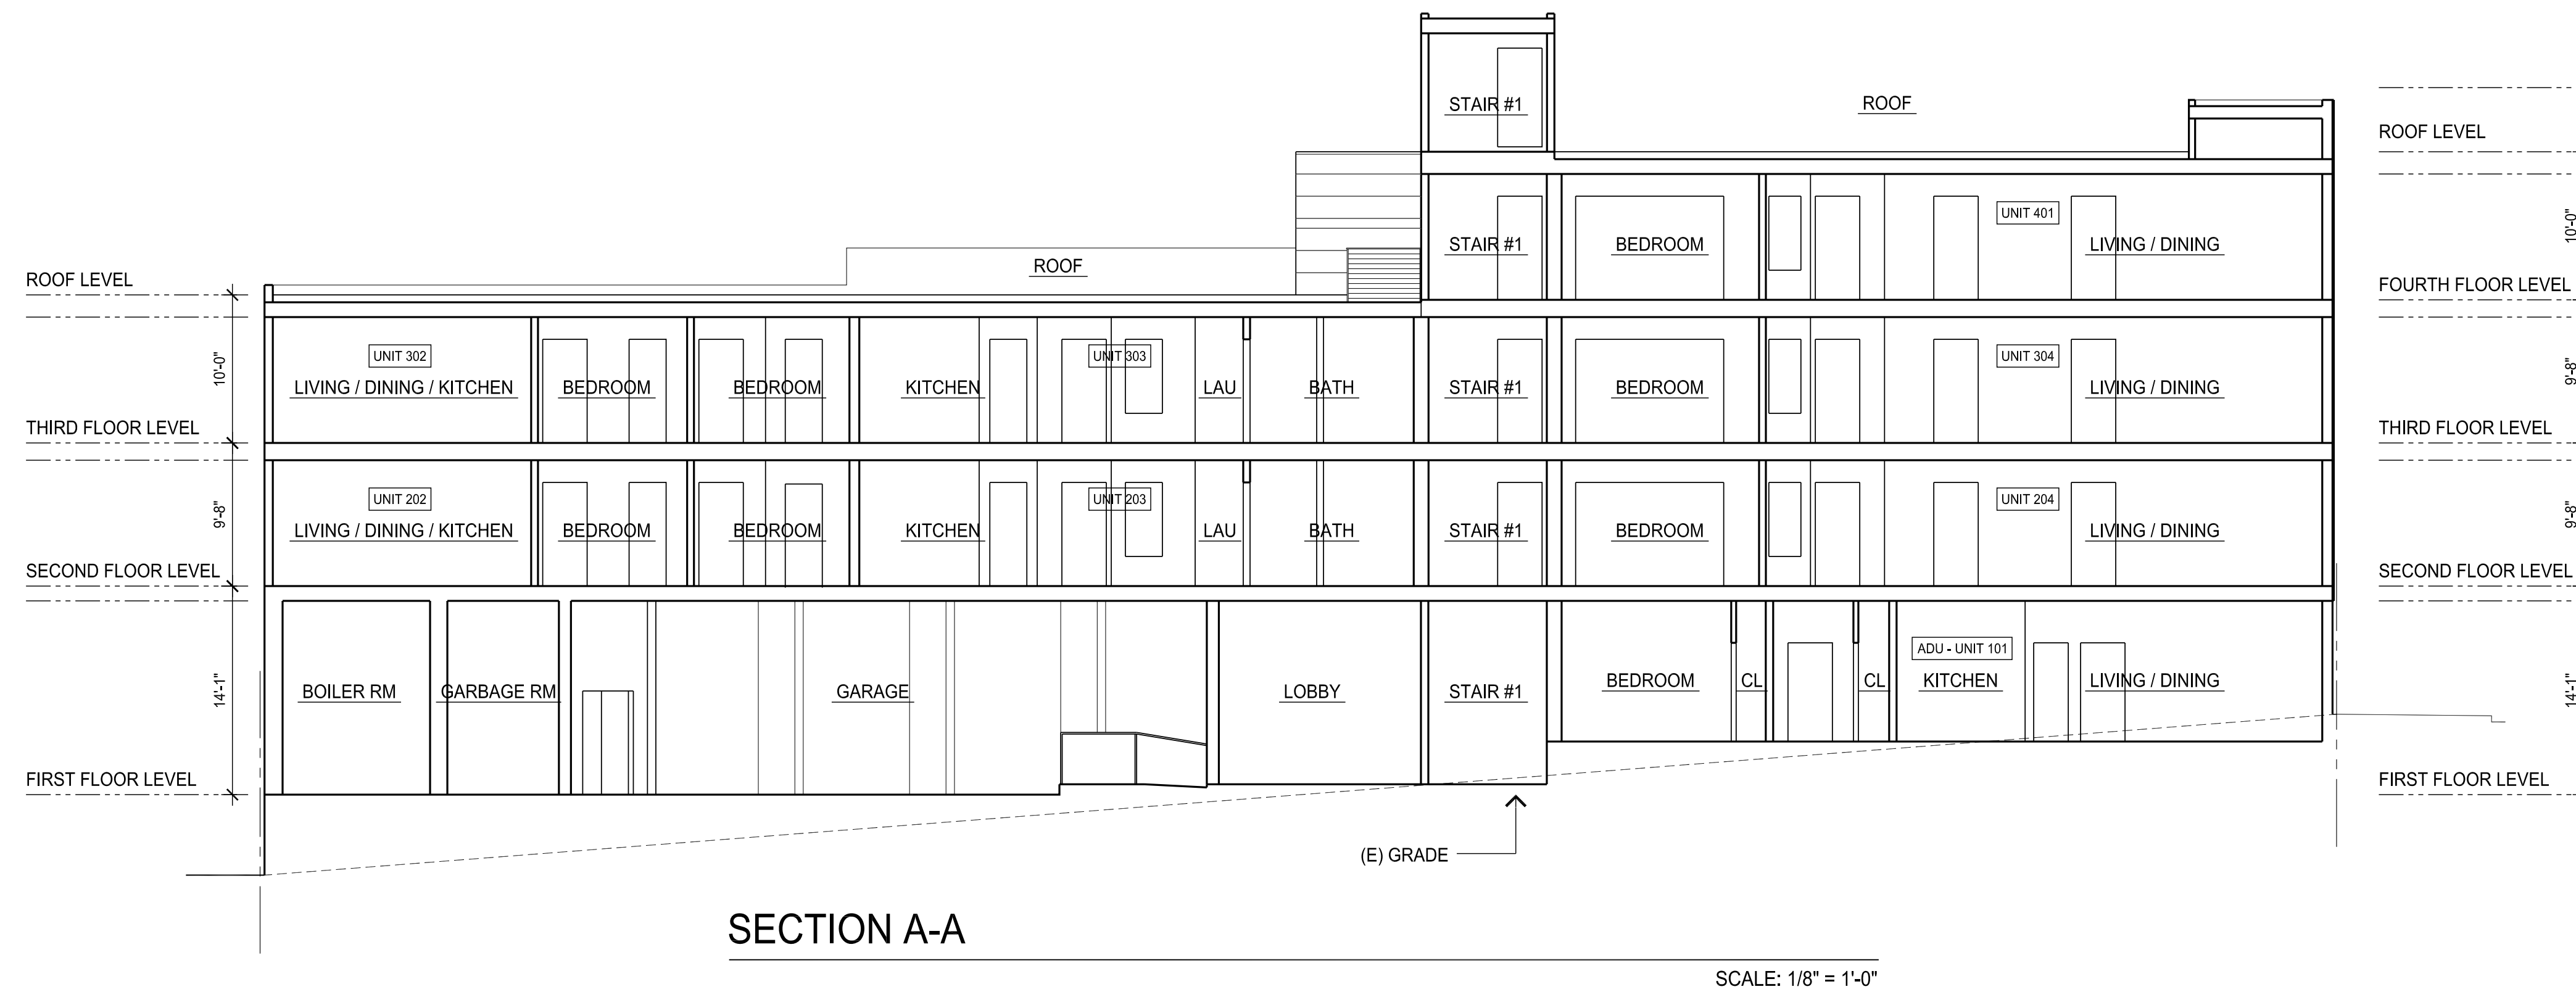 STAIR #1
ROOF
ROOF LEVEL
UNIT 401
STAIR #1
BEDROOM
LIVING / DINING
10'-0"
ROOF
ROOF LEVEL
FOURTH FLOOR LEVEL
10'-0"
UNIT 302
UNIT 303
UNIT 304
LIVING / DINING / KITCHEN
BEDROOM
BEDROOM
KITCHEN
LAU
BATH
STAIR #1
BEDROOM
LIVING / DINING
9'-8"
THIRD FLOOR LEVEL
THIRD FLOOR LEVEL
9'-8"
UNIT 202
UNIT 203
UNIT 204
LIVING / DINING / KITCHEN
BEDROOM
BEDROOM
KITCHEN
LAU
BATH
STAIR #1
BEDROOM
LIVING / DINING
9'-8"
SECOND FLOOR LEVEL
SECOND FLOOR LEVEL
14'-1"
ADU - UNIT 101
BOILER RM
GARBAGE RM
GARAGE
LOBBY
STAIR #1
BEDROOM
CL
CL
KITCHEN
LIVING / DINING
14'-1"
FIRST FLOOR LEVEL
FIRST FLOOR LEVEL
(E) GRADE
SECTION A-A
SCALE: 1/8" = 1'-0"